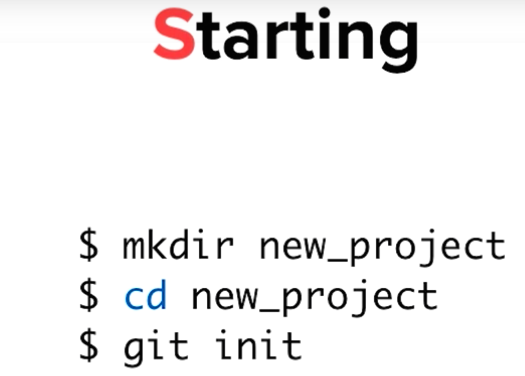 Starting
$ mkdir new_project
$ cd new_project
$ git init